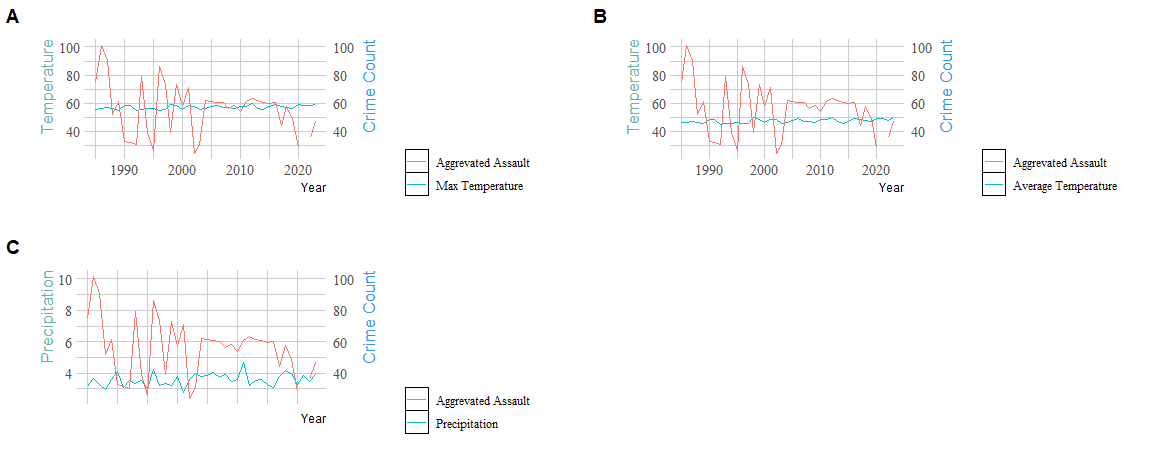 A
Temperature
100
80
60
40
100
80
60
40
Crime Count
1990
2000
2010
2020
Year
Aggrevated Assault
Max Temperature
B
Temperature
100
80
60
40
100
80
60
40
Crime Count
1990
2000
2010
2020
Year
Aggrevated Assault
Average Temperature
C
Precipitation
10
8
6
4
100
80
60
40
Crime Count
Year
Aggrevated Assault
Precipitation